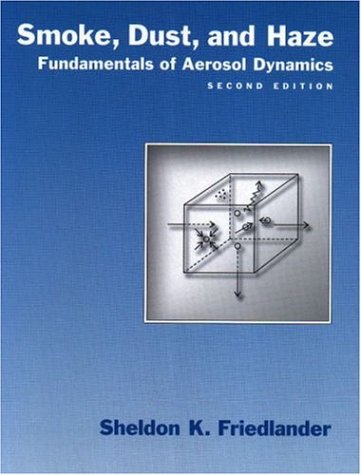 Smoke, Dust, and Haze
Fundamentals of Aerosol Dynamics
SECOND EDITION
Sheldon K. Friedlander